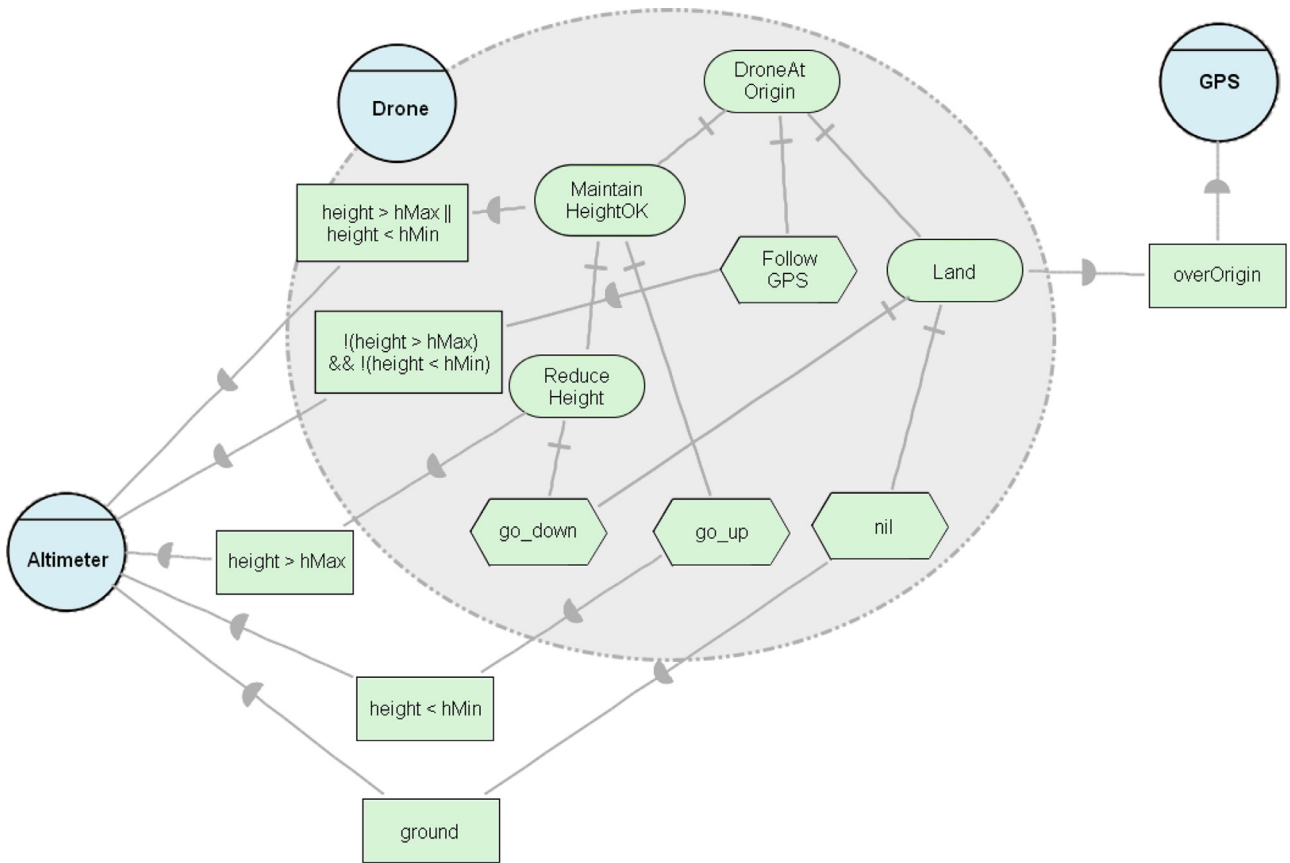 DroneAt
Origin
GPS
Drone
Maintain
HeightOK
height > hMax ||
height < hMin
Follow
GPS
Land
overOrigin
!(height > hMax)
&& !(height < hMin)
Reduce
Height
go_down
go_up
nil
Altimeter
height > hMax
height < hMin
ground